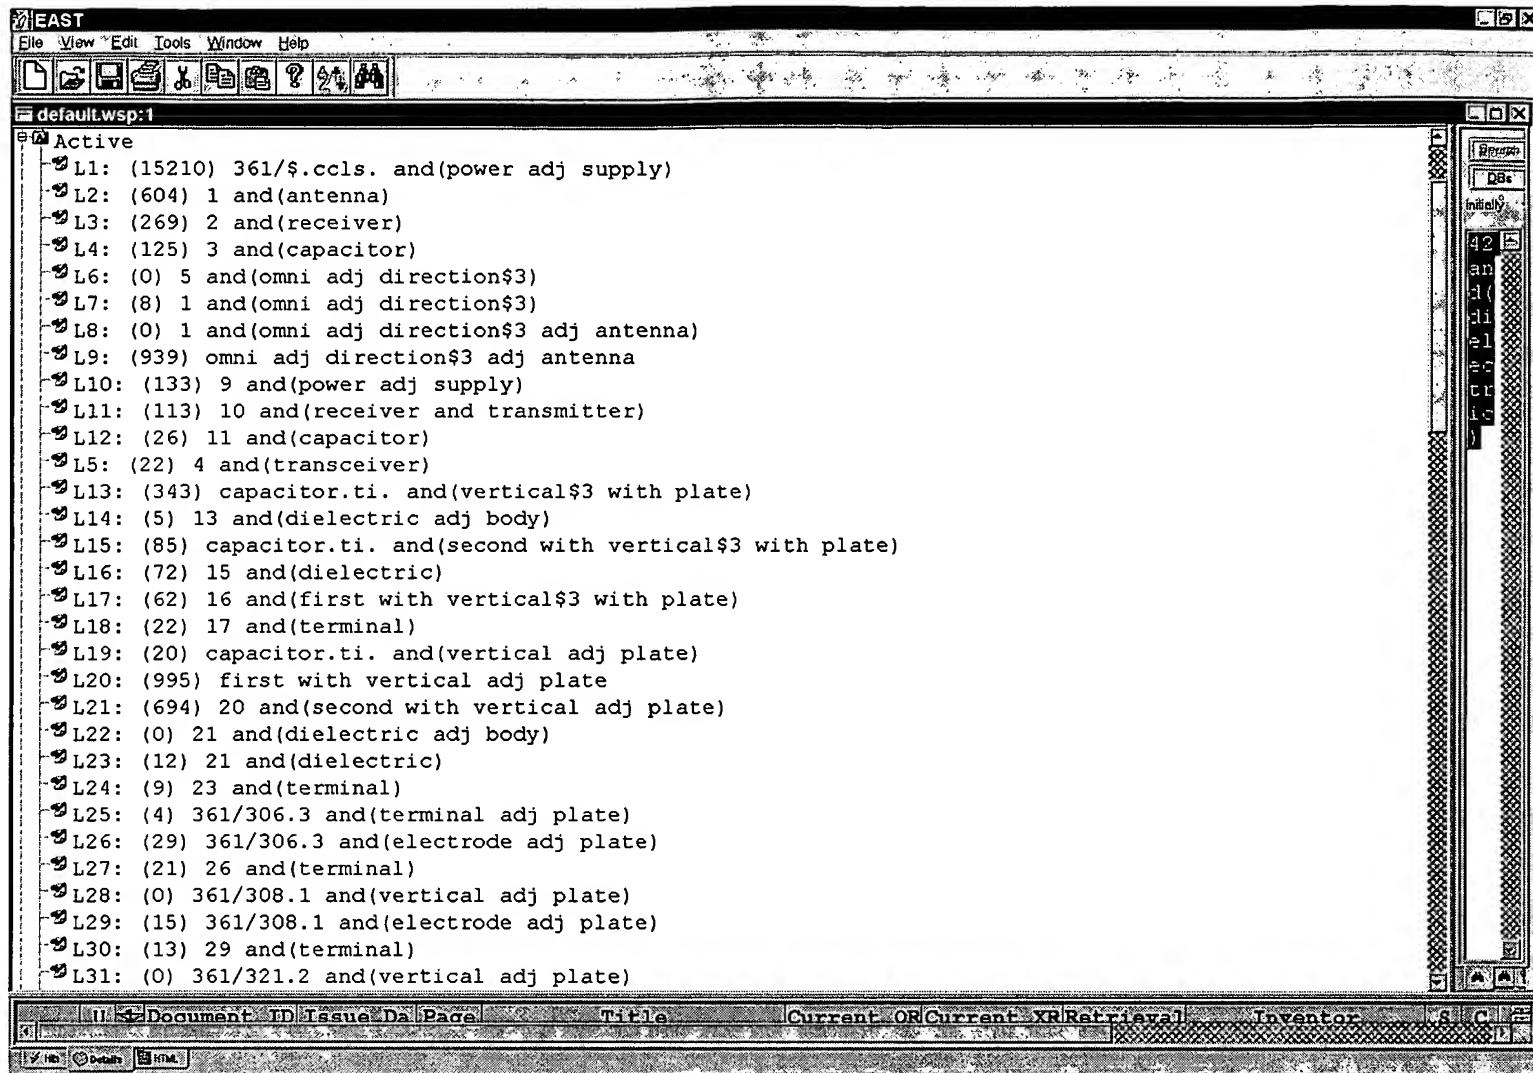 EAST
File View Edit Tools Window Help
default.wsp:1
Active
L1: (15210) 361/$.ccls. and(power adj supply)
L2: (604) 1 and(antenna)
L3: (269) 2 and(receiver)
L4: (125) 3 and(capacitor)
L6: (0) 5 and(omni adj direction$3)
L7: (8) 1 and(omni adj direction$3)
L8: (0) 1 and(omni adj direction$3 adj antenna)
L9: (939) omni adj direction$3 adj antenna
L10: (133) 9 and(power adj supply)
L11: (113) 10 and(receiver and transmitter)
L12: (26) 11 and(capacitor)
L5: (22) 4 and(transceiver)
L13: (343) capacitor.ti. and(vertical$3 with plate)
L14: (5) 13 and(dielectric adj body)
L15: (85) capacitor.ti. and(second with vertical$3 with plate)
L16: (72) 15 and(dielectric)
L17: (62) 16 and(first with vertical$3 with plate)
L18: (22) 17 and(terminal)
L19: (20) capacitor.ti. and(vertical adj plate)
L20: (995) first with vertical adj plate
L21: (694) 20 and(second with vertical adj plate)
L22: (0) 21 and(dielectric adj body)
L23: (12) 21 and(dielectric)
L24: (9) 23 and(terminal)
L25: (4) 361/306.3 and(terminal adj plate)
L26: (29) 361/306.3 and(electrode adj plate)
L27: (21) 26 and(terminal)
L28: (0) 361/308.1 and(vertical adj plate)
L29: (15) 361/308.1 and(electrode adj plate)
L30: (13) 29 and(terminal)
L31: (0) 361/321.2 and(vertical adj plate)
DBs
Initially
42
an
d(
di
el
ec
tr
ic
)
U Document ID Issue Da Page Title Current OR Current XR Retrieval Inventor S C
Details HTML